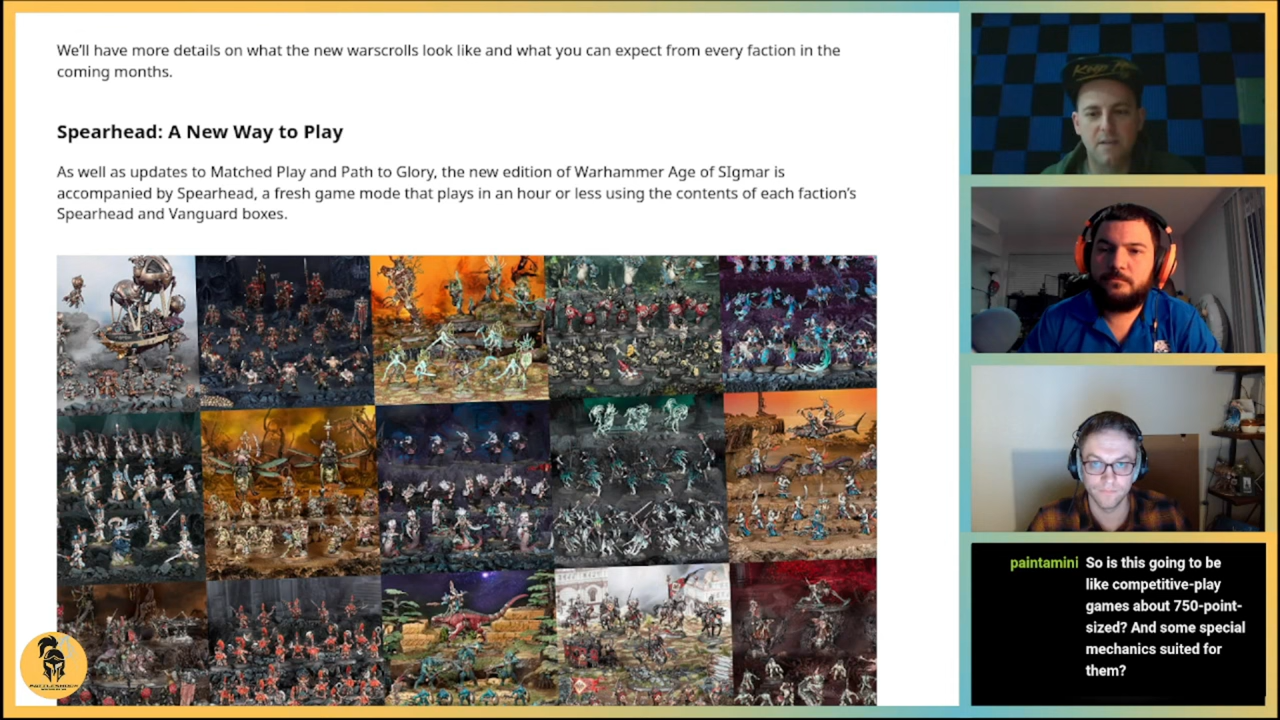 We'll have more details on what the new warscrolls look like and what you can expect from every faction in the
coming months.
Spearhead: A New Way to Play
As well as updates to Matched Play and Path to Glory, the new edition of Warhammer Age of SIgmar is
accompanied by Spearhead, a fresh game mode that plays in an hour or less using the contents of each faction's
Spearhead and Vanguard boxes.
paintamini So is this going to be
like competitive-play
games about 750-point-
sized? And some special
mechanics suited for
them?